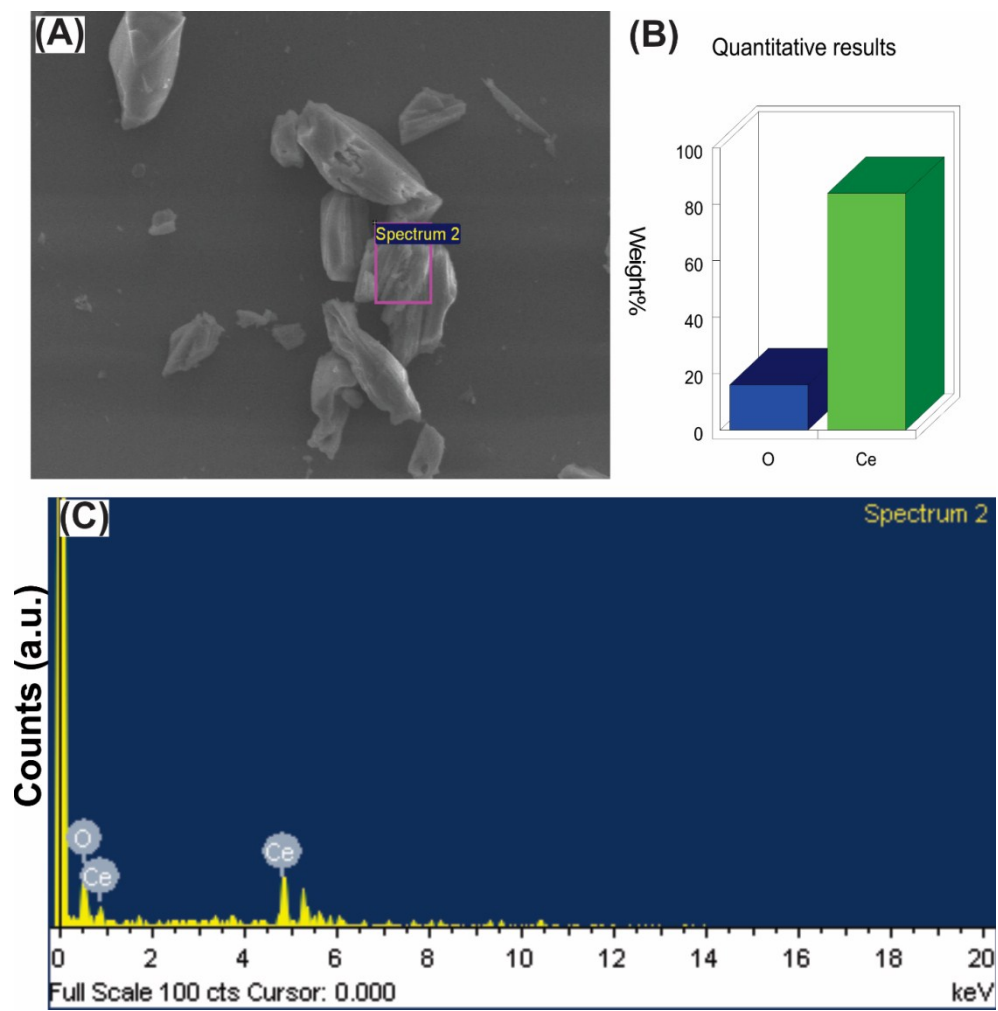 (A)
Spectrum 2
(B)
Quantitative results
Weight%
100
80
60
40
20
0
O Ce
(C)
Spectrum 2
Counts (a.u.)
O
Ce
Ce
0 2 4 6 8 10 12 14 16 18 20
Full Scale 100 cts Cursor: 0.000 keV